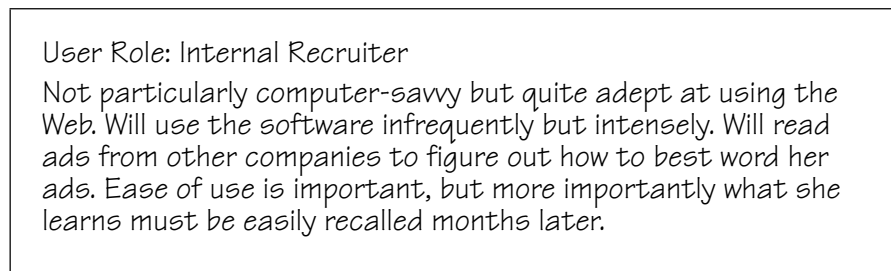 User Role: Internal Recruiter
Not particularly computer-savvy but quite adept at using the
Web. Will use the software infrequently but intensely. Will read
ads from other companies to figure out how to best word her
ads. Ease of use is important, but more importantly what she
learns must be easily recalled months later.